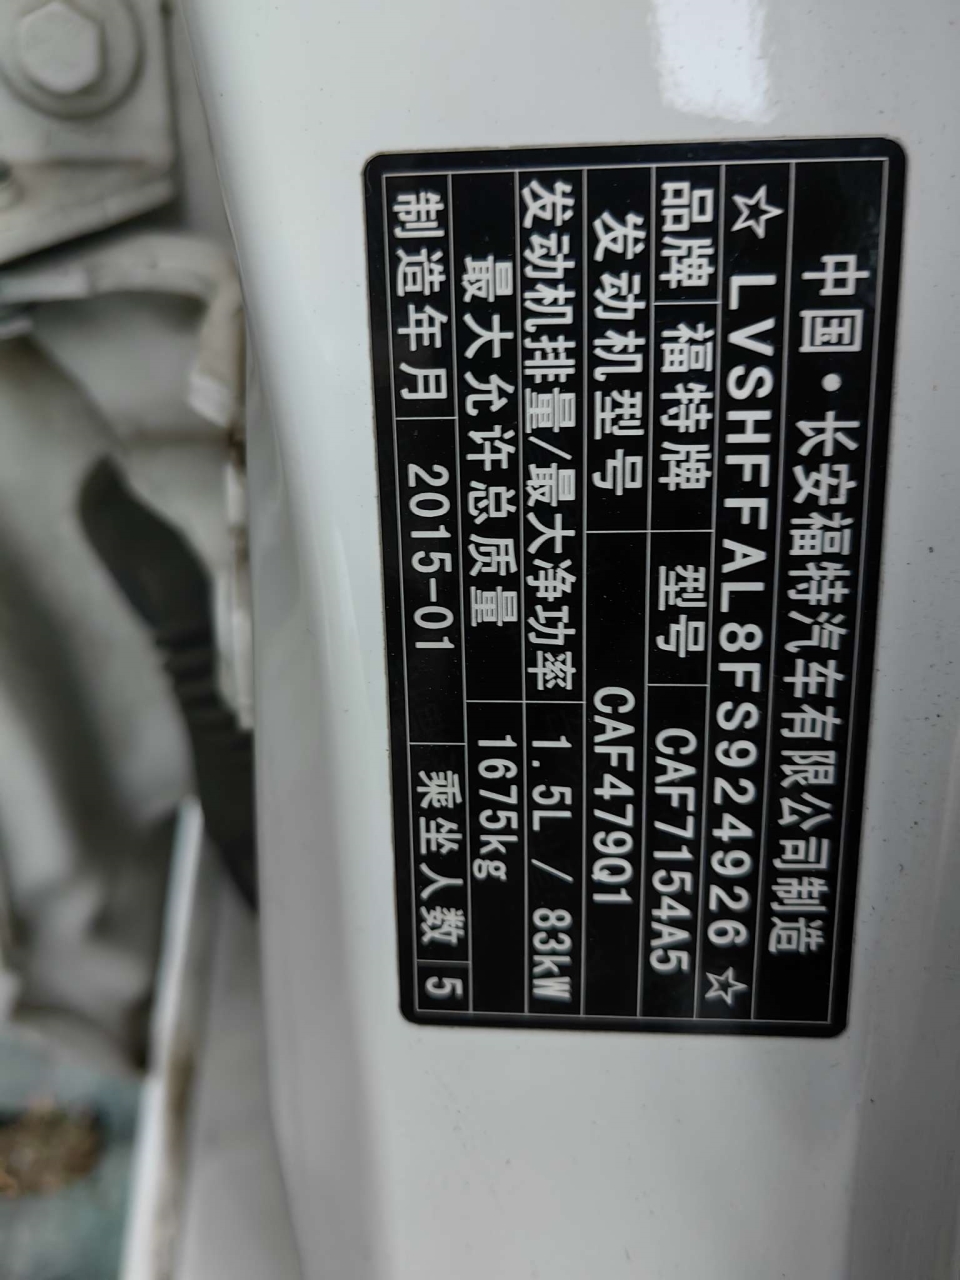 中国·长安福特汽车有限公司制造
☆ LVSHFFAL8FS924926 ☆
品牌 福特牌 型号 CAF7154A5
发动机型号 CAF479Q1
发动机排量/最大净功率 1.5L / 83kW
最大允许总质量 1675kg
制造年月 2015-01 乘坐人数 5